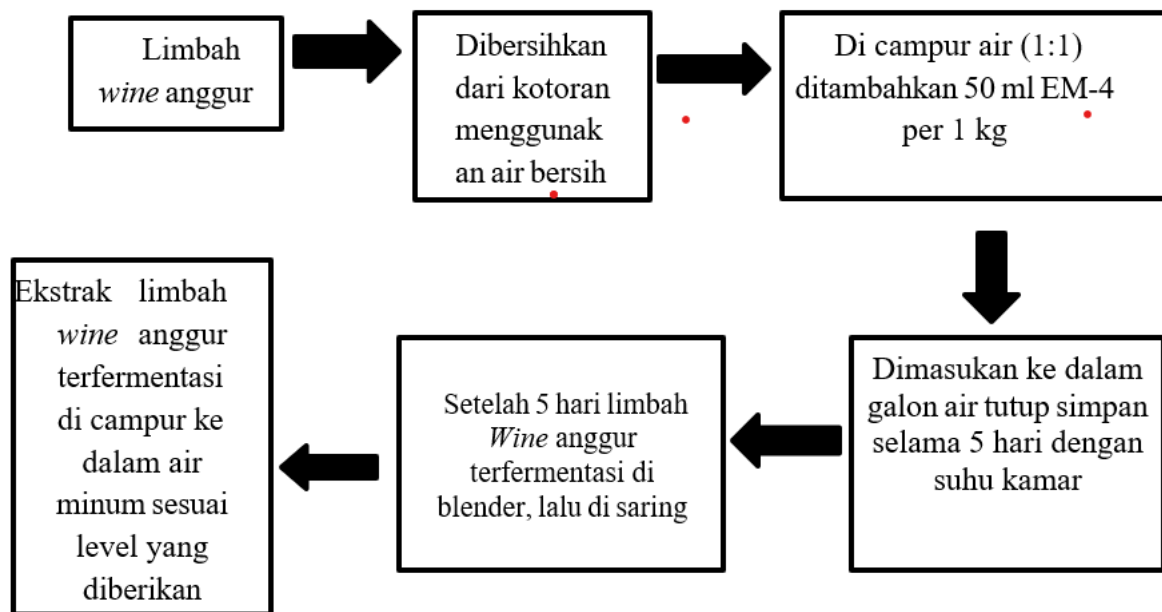 Limbah
wine anggur
Dibersihkan
dari kotoran
menggunak
an air bersih
Di campur air (1:1)
ditambahkan 50 ml EM-4
per 1 kg
Dimasukan ke dalam
galon air tutup simpan
selama 5 hari dengan
suhu kamar
Setelah 5 hari limbah
Wine anggur
terfermentasi di
blender, lalu di saring
Ekstrak limbah
wine anggur
terfermentasi
di campur ke
dalam air
minum sesuai
level yang
diberikan